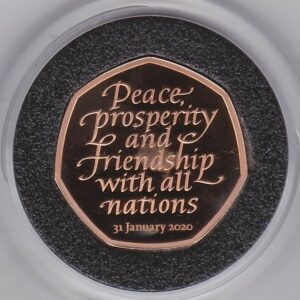 Peace,
prosperity
and
friendship
with all
nations
31 January 2020